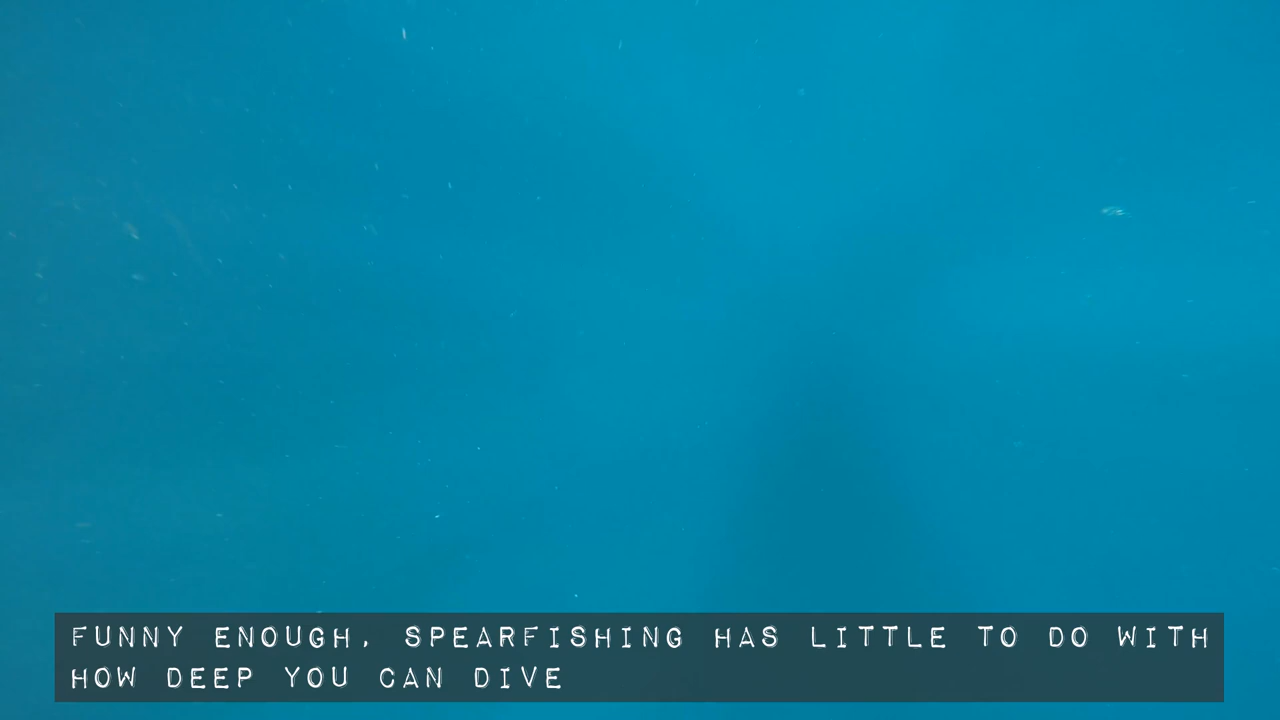 FUNNY ENOUGH, SPEARFISHING HAS LITTLE TO DO WITH
HOW DEEP YOU CAN DIVE